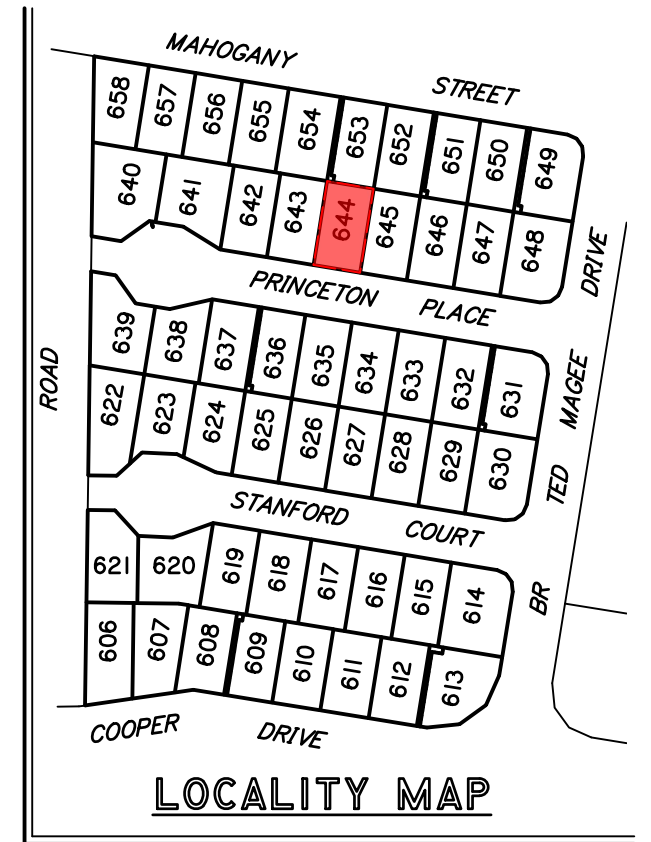 MAHOGANY STREET
658 657 656 655 654 653 652 651 650 649
640 641 642 643 644 645 646 647 648
DRIVE
PRINCETON PLACE
ROAD
639 638 637 636 635 634 633 632 631
MAGEE
622 623 624 625 626 627 628 629 630
TED
STANFORD COURT
621 620 619 618 617 616 615 614
BR
606 607 608 609 610 611 612 613
COOPER DRIVE
LOCALITY MAP